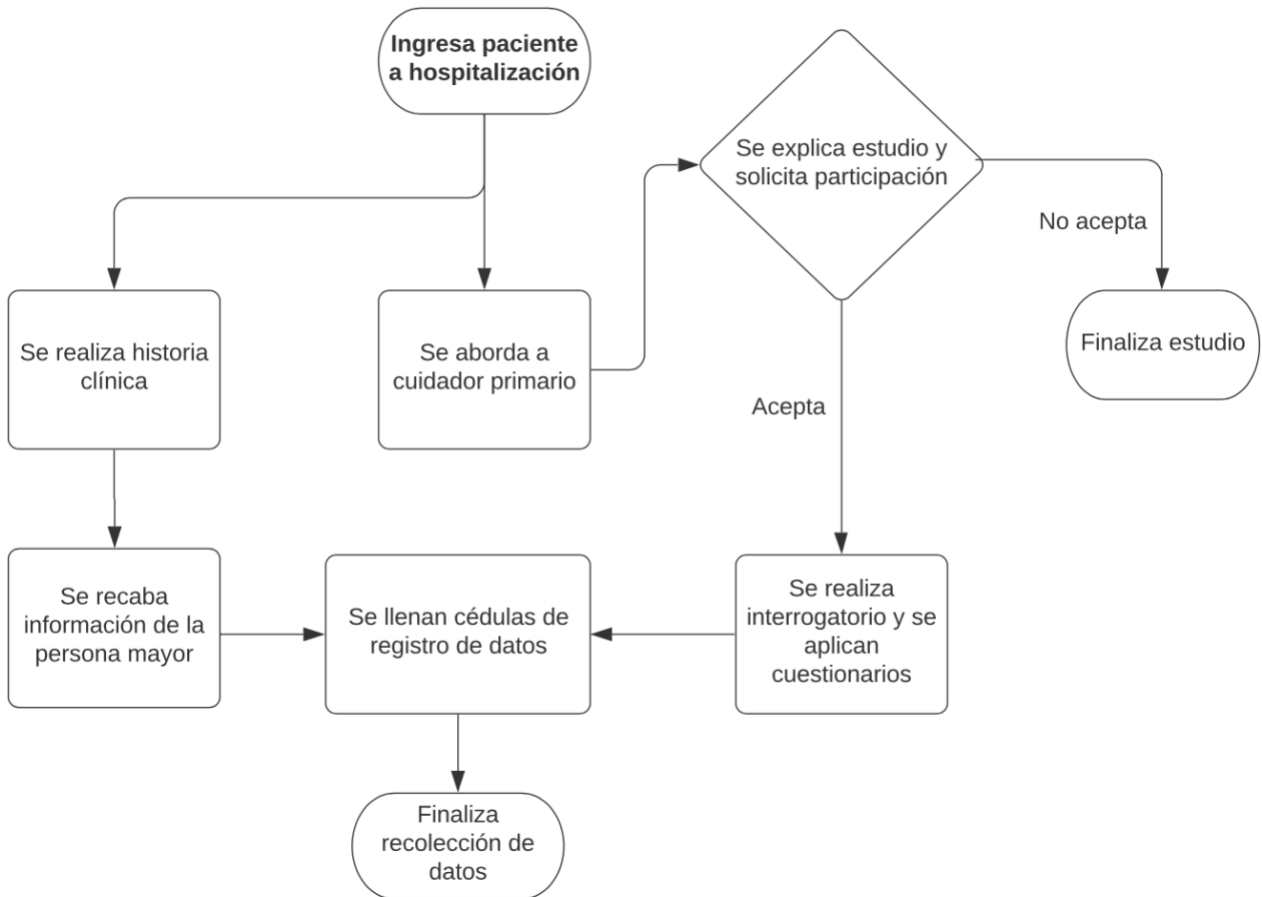 Ingresa paciente
a hospitalización
Se explica estudio y
solicita participación
No acepta
Se realiza historia
clínica
Se aborda a
cuidador primario
Finaliza estudio
Acepta
Se recaba
información de la
persona mayor
Se llenan cédulas de
registro de datos
Se realiza
interrogatorio y se
aplican
cuestionarios
Finaliza
recolección de
datos